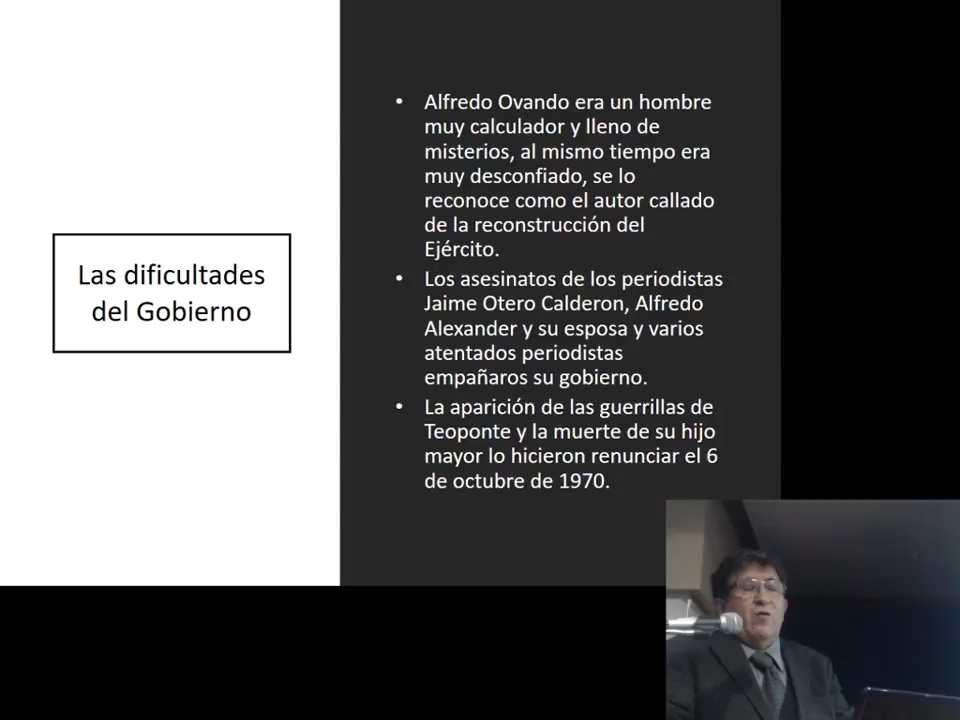 Las dificultades
del Gobierno
• Alfredo Ovando era un hombre
muy calculador y lleno de
misterios, al mismo tiempo era
muy desconfiado, se lo
reconoce como el autor callado
de la reconstrucción del
Ejército.
• Los asesinatos de los periodistas
Jaime Otero Calderon, Alfredo
Alexander y su esposa y varios
atentados periodistas
empañaros su gobierno.
• La aparición de las guerrillas de
Teoponte y la muerte de su hijo
mayor lo hicieron renunciar el 6
de octubre de 1970.